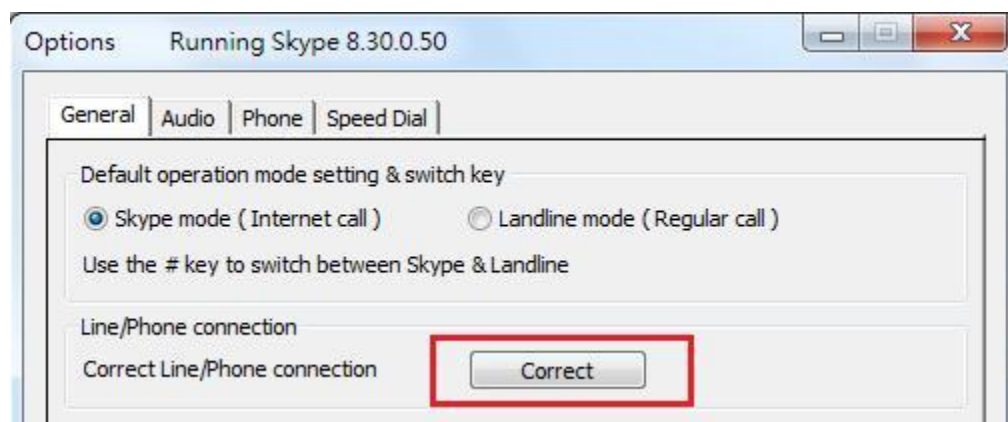 Options Running Skype 8.30.0.50
General Audio Phone Speed Dial
Default operation mode setting & switch key
Skype mode ( Internet call ) Landline mode ( Regular call )
Use the # key to switch between Skype & Landline
Line/Phone connection
Correct Line/Phone connection Correct